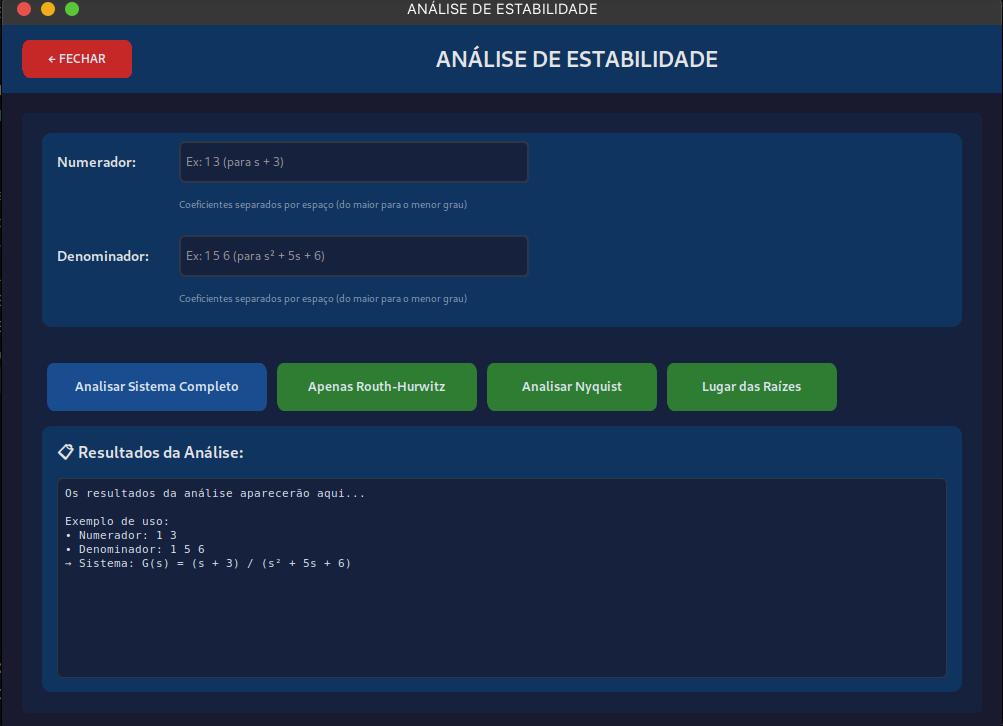 ANÁLISE DE ESTABILIDADE
← FECHAR
ANÁLISE DE ESTABILIDADE
Numerador:
Ex: 1 3 (para s + 3)
Coeficientes separados por espaço (do maior para o menor grau)
Denominador:
Ex: 1 5 6 (para s² + 5s + 6)
Coeficientes separados por espaço (do maior para o menor grau)
Analisar Sistema Completo
Apenas Routh-Hurwitz
Analisar Nyquist
Lugar das Raízes
📋 Resultados da Análise:
Os resultados da análise aparecerão aqui...
Exemplo de uso:
• Numerador: 1 3
• Denominador: 1 5 6
→ Sistema: G(s) = (s + 3) / (s² + 5s + 6)